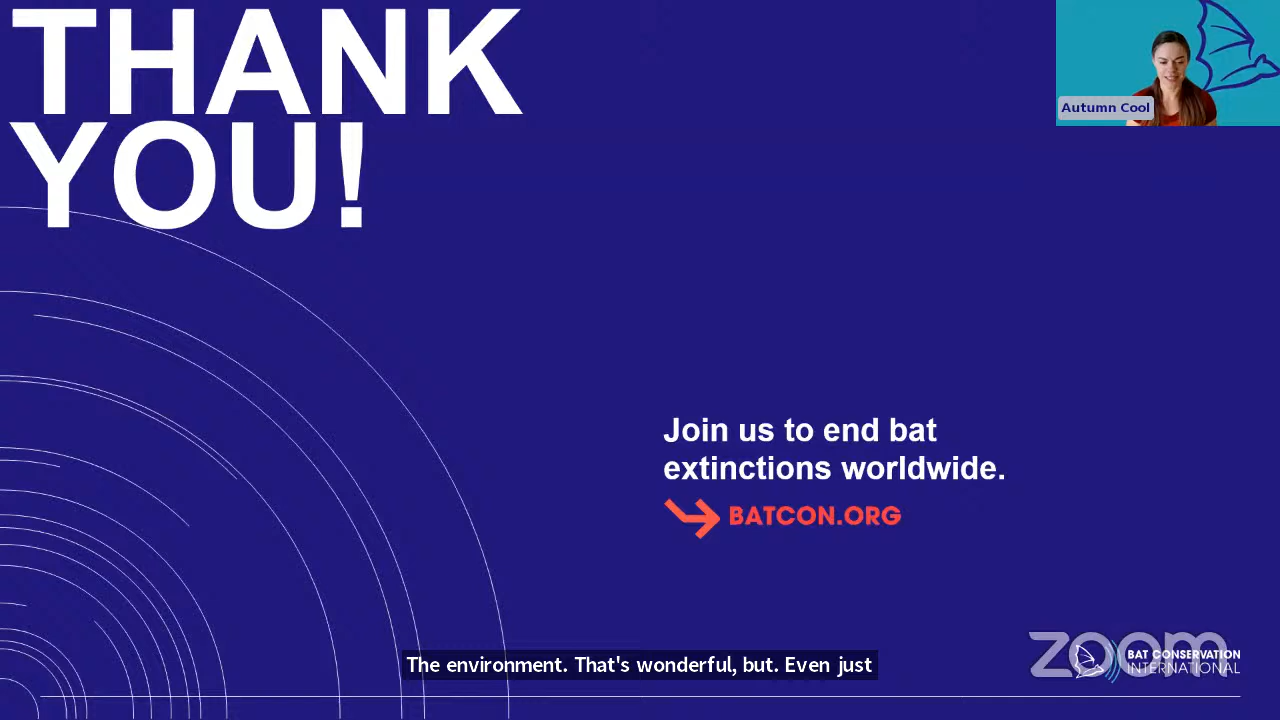 THANK
YOU!
Autumn Cool
Join us to end bat
extinctions worldwide.
BATCON.ORG
The environment. That's wonderful, but. Even just
zoom
BAT CONSERVATION
INTERNATIONAL